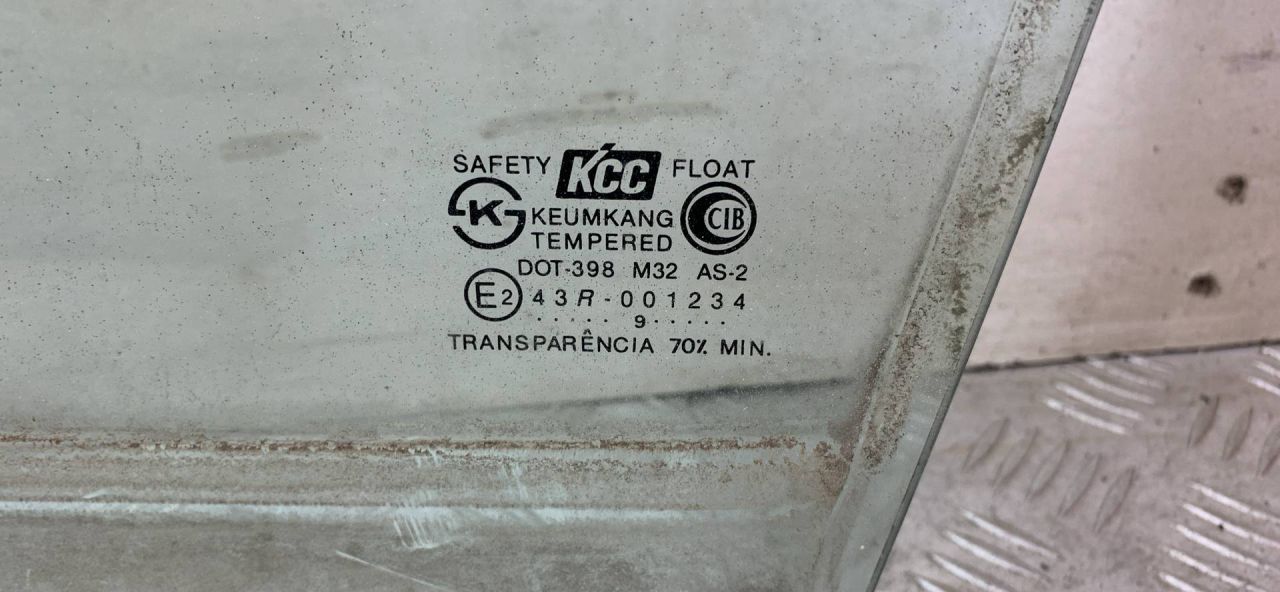 SAFETY KCC FLOAT
K KEUMKANG CIB
TEMPERED
DOT-398 M32 AS-2
E2 43R-001234
· · · · · 9 · · · · ·
TRANSPARÊNCIA 70% MIN.